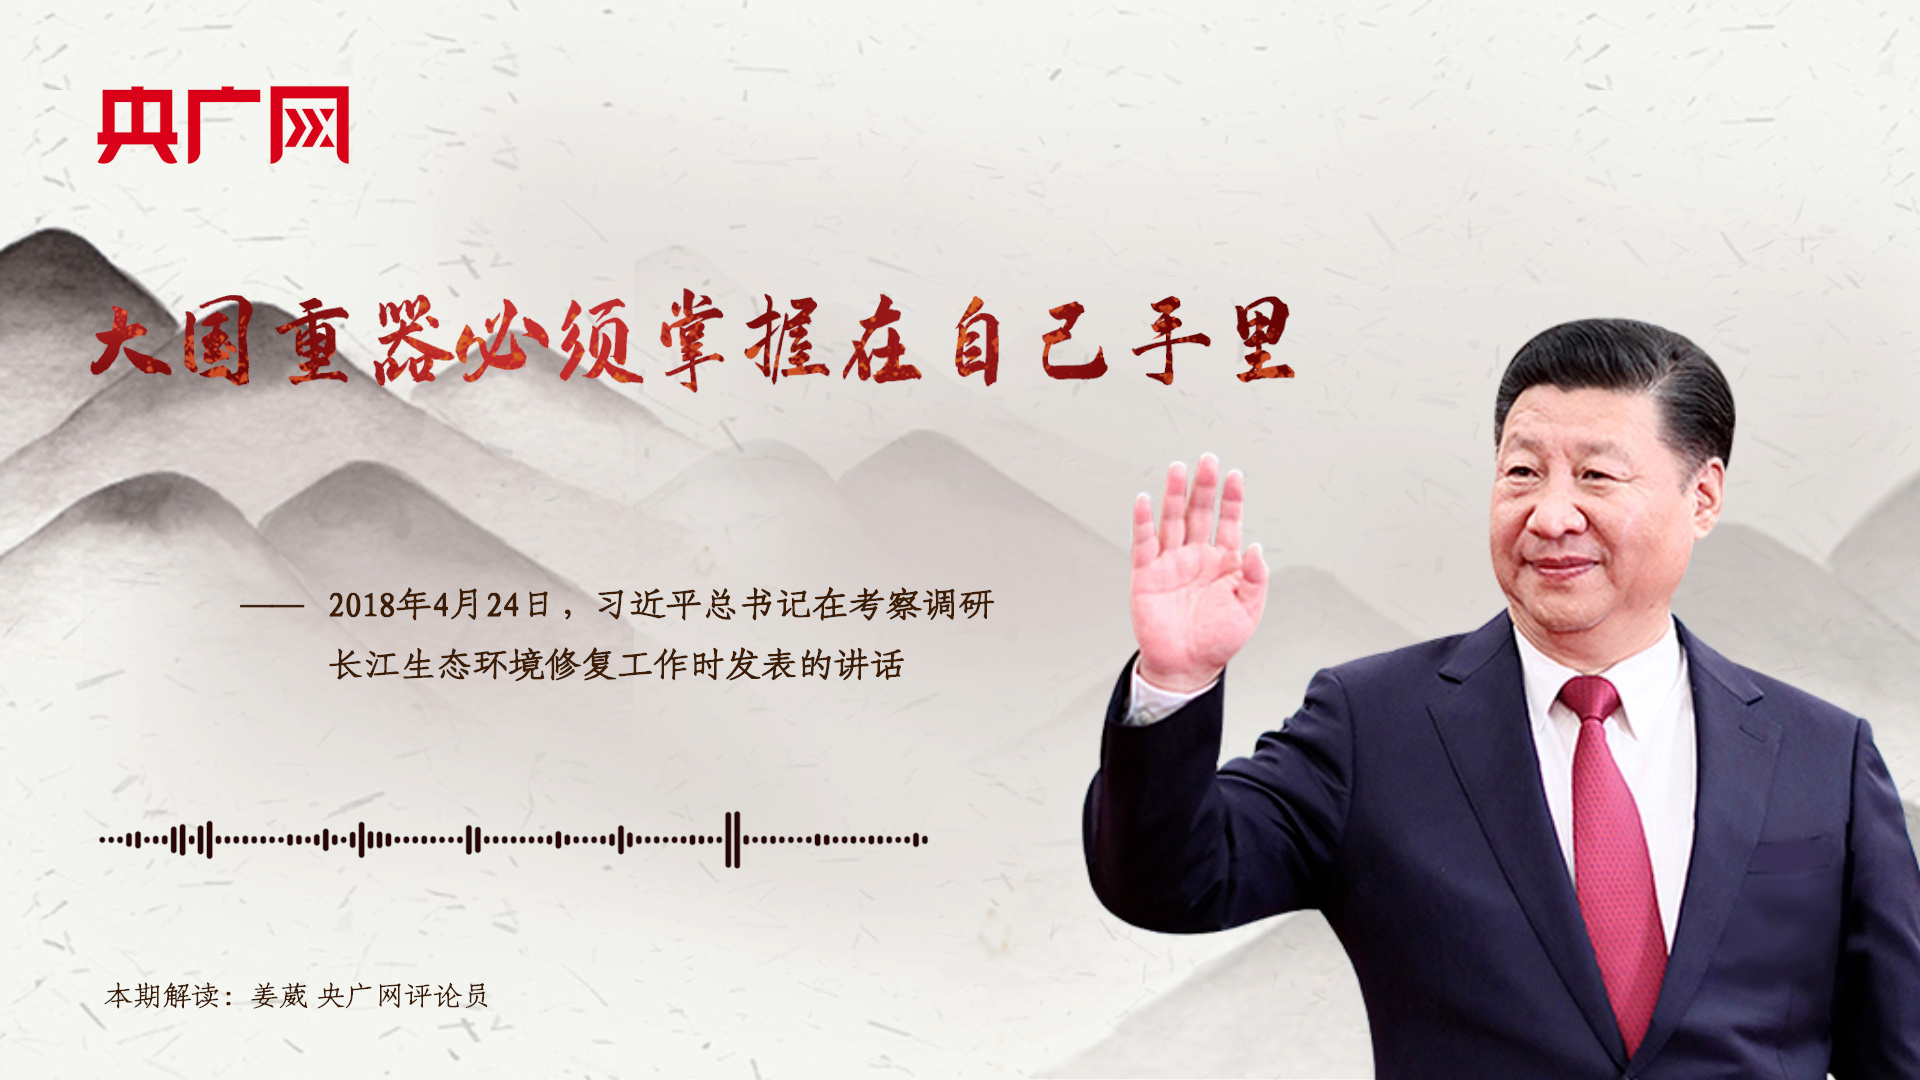 央广网
大国重器必须掌握在自己手里
—— 2018年4月24日，习近平总书记在考察调研
长江生态环境修复工作时发表的讲话
本期解读：姜葳 央广网评论员